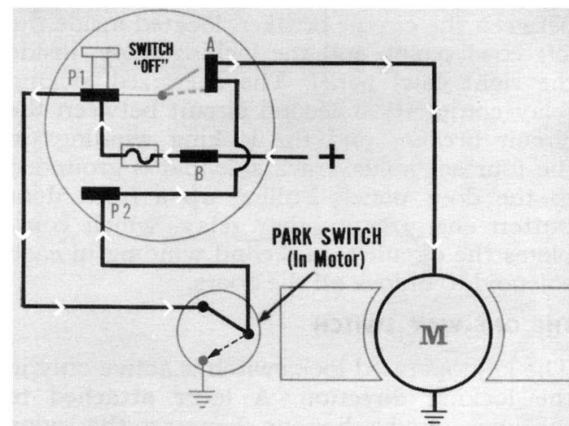 SWITCH
"OFF"
A
P1
B
+
P2
PARK SWITCH
(In Motor)
M